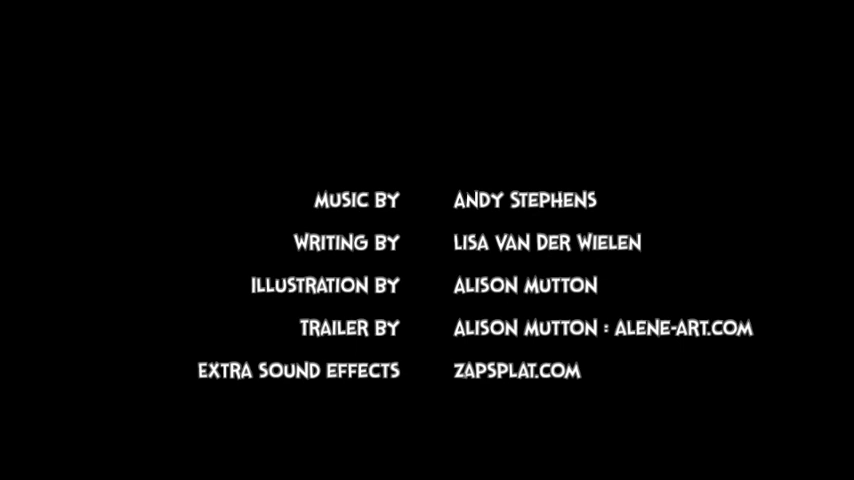 MUSIC BY ANDY STEPHENS
WRITING BY LISA VAN DER WIELEN
ILLUSTRATION BY ALISON MUTTON
TRAILER BY ALISON MUTTON : ALENE-ART.COM
EXTRA SOUND EFFECTS ZAPSPLAT.COM